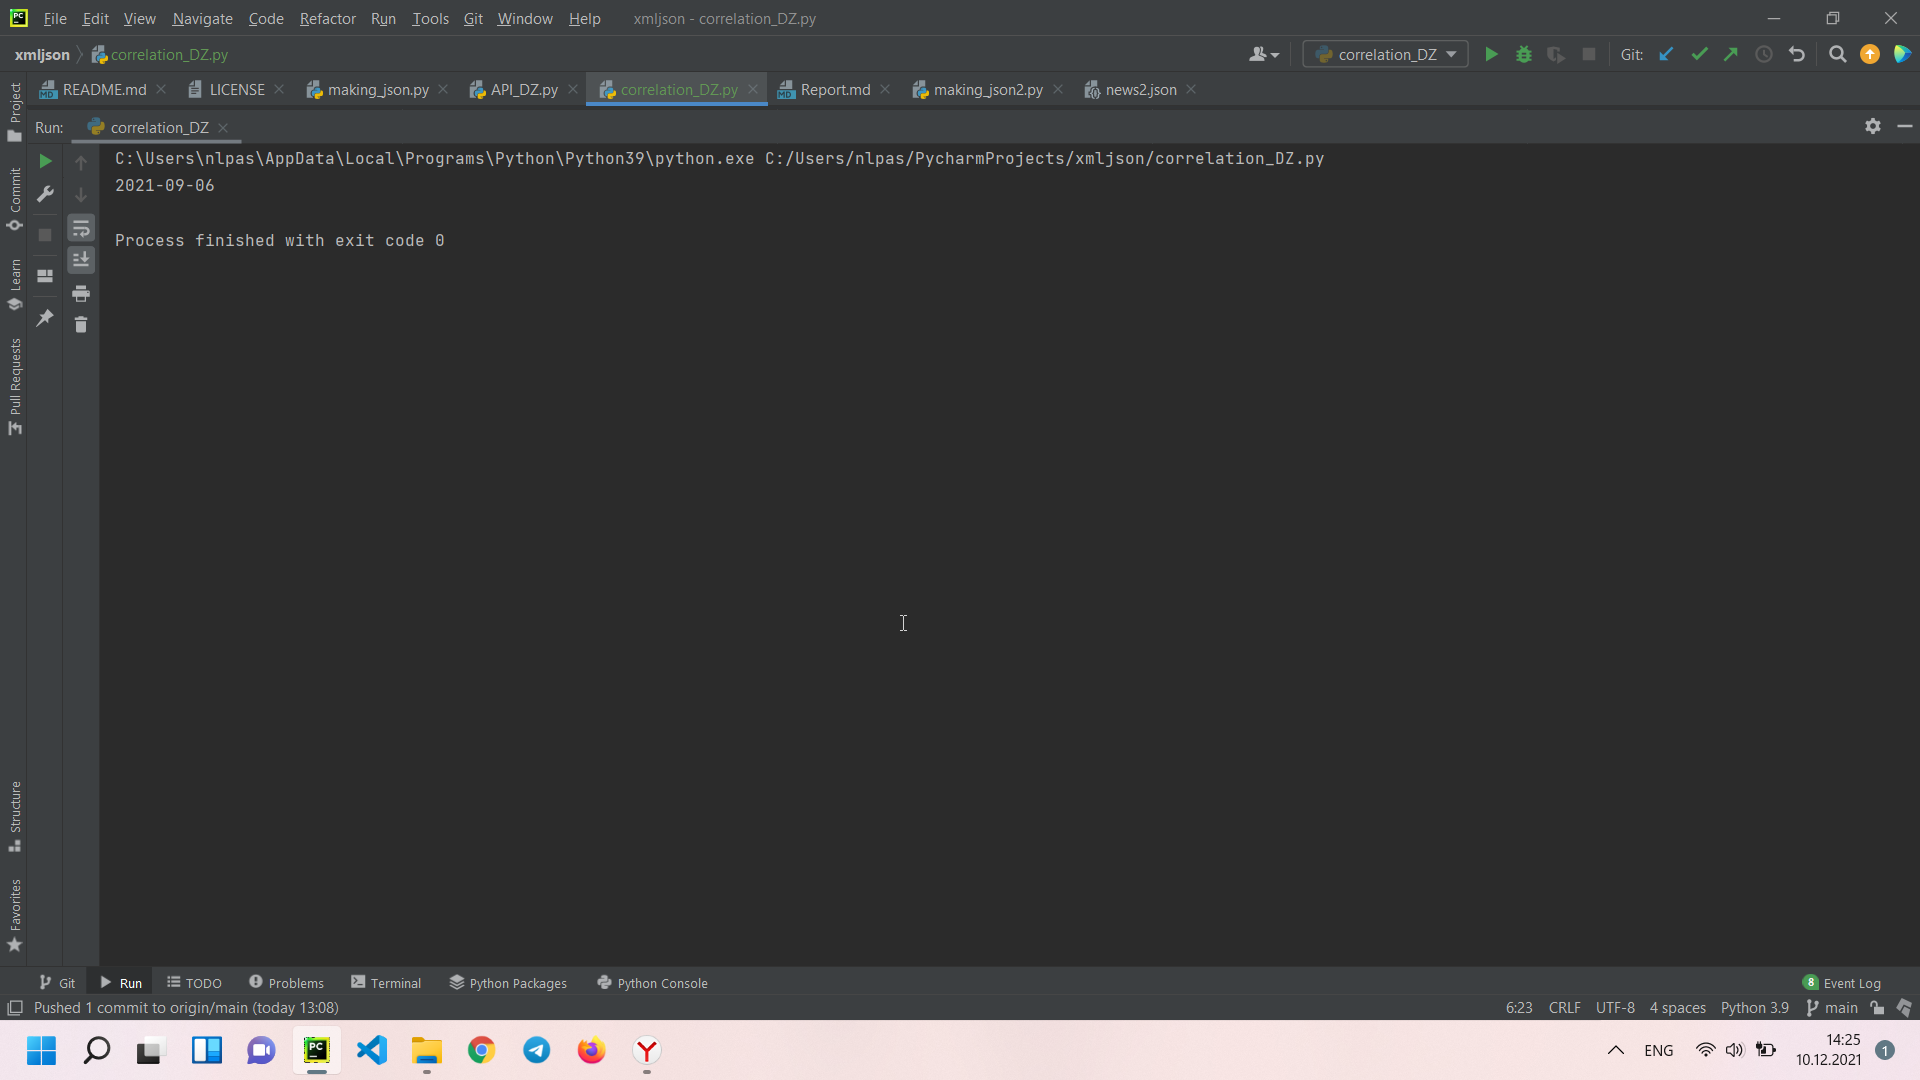 File Edit View Navigate Code Refactor Run Tools Git Window Help xmljson - correlation_DZ.py
xmljson correlation_DZ.py correlation_DZ Git:
README.md LICENSE making_json.py API_DZ.py correlation_DZ.py Report.md making_json2.py news2.json
Run: correlation_DZ
C:\Users\nlpas\AppData\Local\Programs\Python\Python39\python.exe C:/Users/nlpas/PycharmProjects/xmljson/correlation_DZ.py
2021-09-06
Process finished with exit code 0
Project
Commit
Learn
Pull Requests
Structure
Favorites
Git Run TODO Problems Terminal Python Packages Python Console 8 Event Log
Pushed 1 commit to origin/main (today 13:08) 6:23 CRLF UTF-8 4 spaces Python 3.9 main
PC ENG 14:25
10.12.2021 1